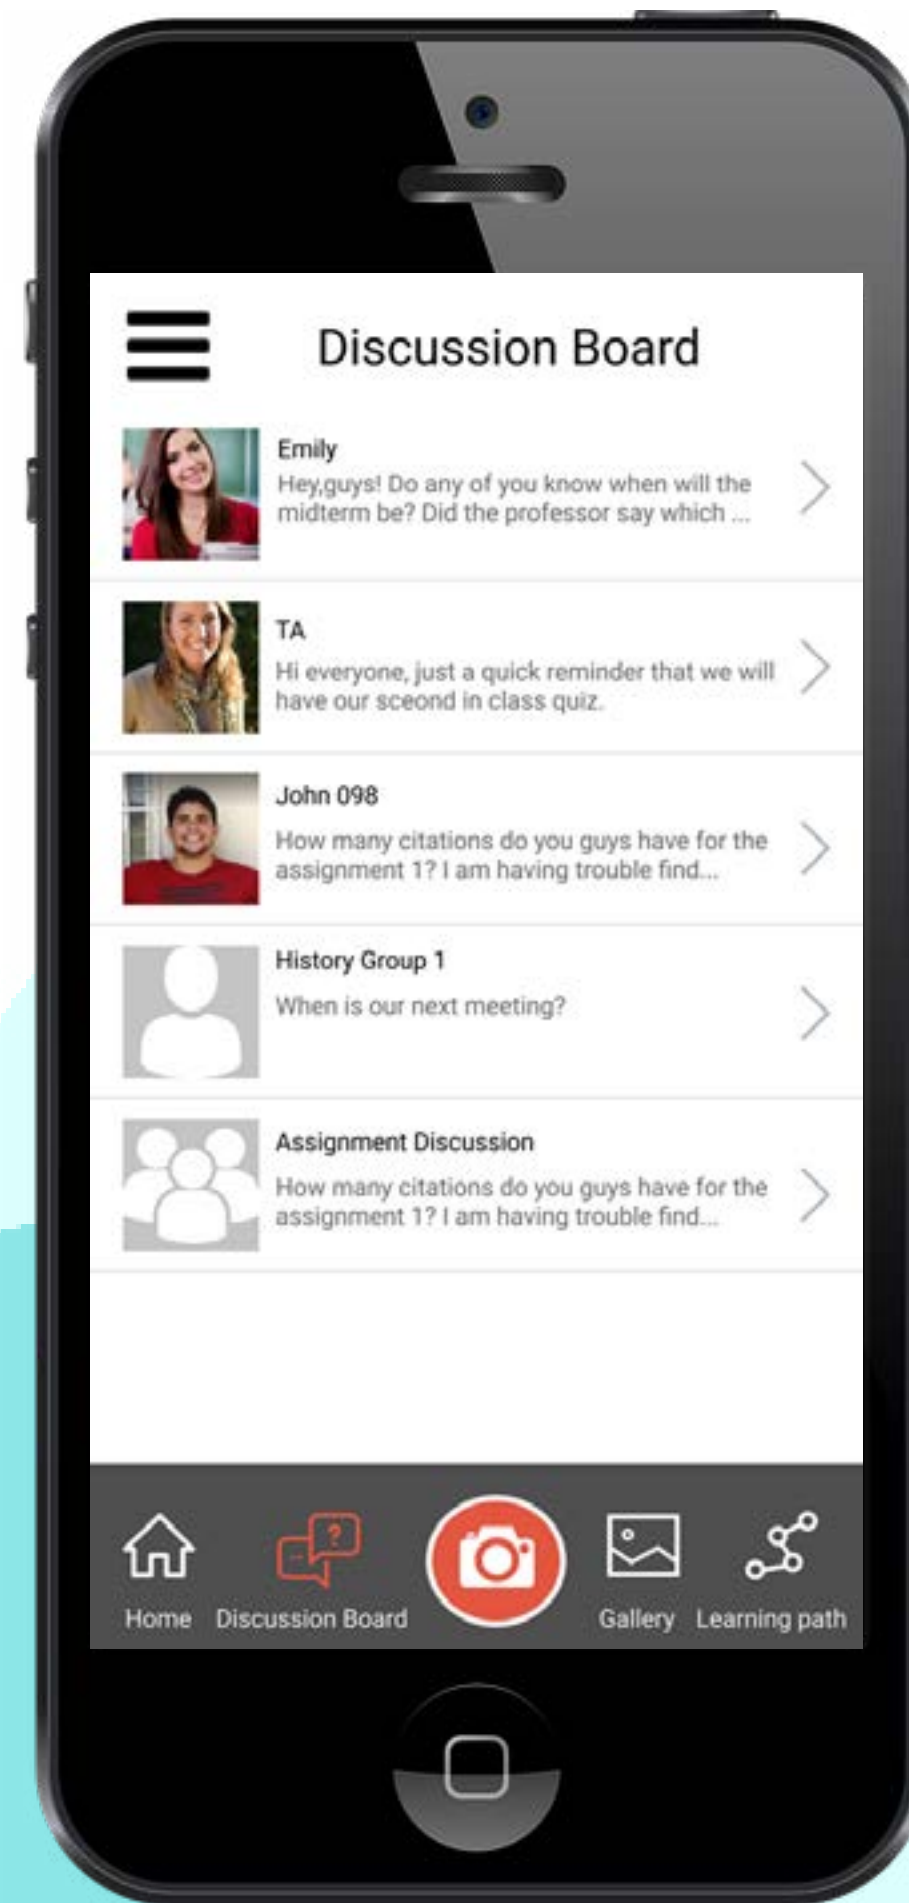 Discussion Board
Emily
Hey,guys! Do any of you know when will the
midterm be? Did the professor say which ...
TA
Hi everyone, just a quick reminder that we will
have our sceond in class quiz.
John 098
How many citations do you guys have for the
assignment 1? I am having trouble find...
History Group 1
When is our next meeting?
Assignment Discussion
How many citations do you guys have for the
assignment 1? I am having trouble find...
?
Home
Discussion Board
Gallery
Learning path